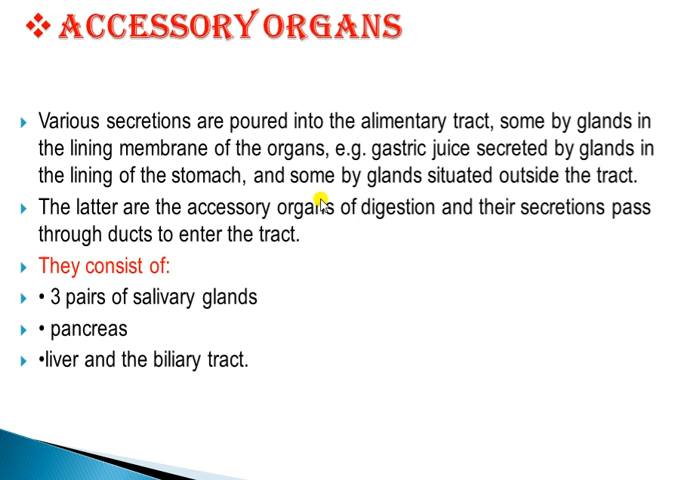 ACCESSORY ORGANS
Various secretions are poured into the alimentary tract, some by glands in
the lining membrane of the organs, e.g. gastric juice secreted by glands in
the lining of the stomach, and some by glands situated outside the tract.
The latter are the accessory organs of digestion and their secretions pass
through ducts to enter the tract.
They consist of:
• 3 pairs of salivary glands
• pancreas
•liver and the biliary tract.